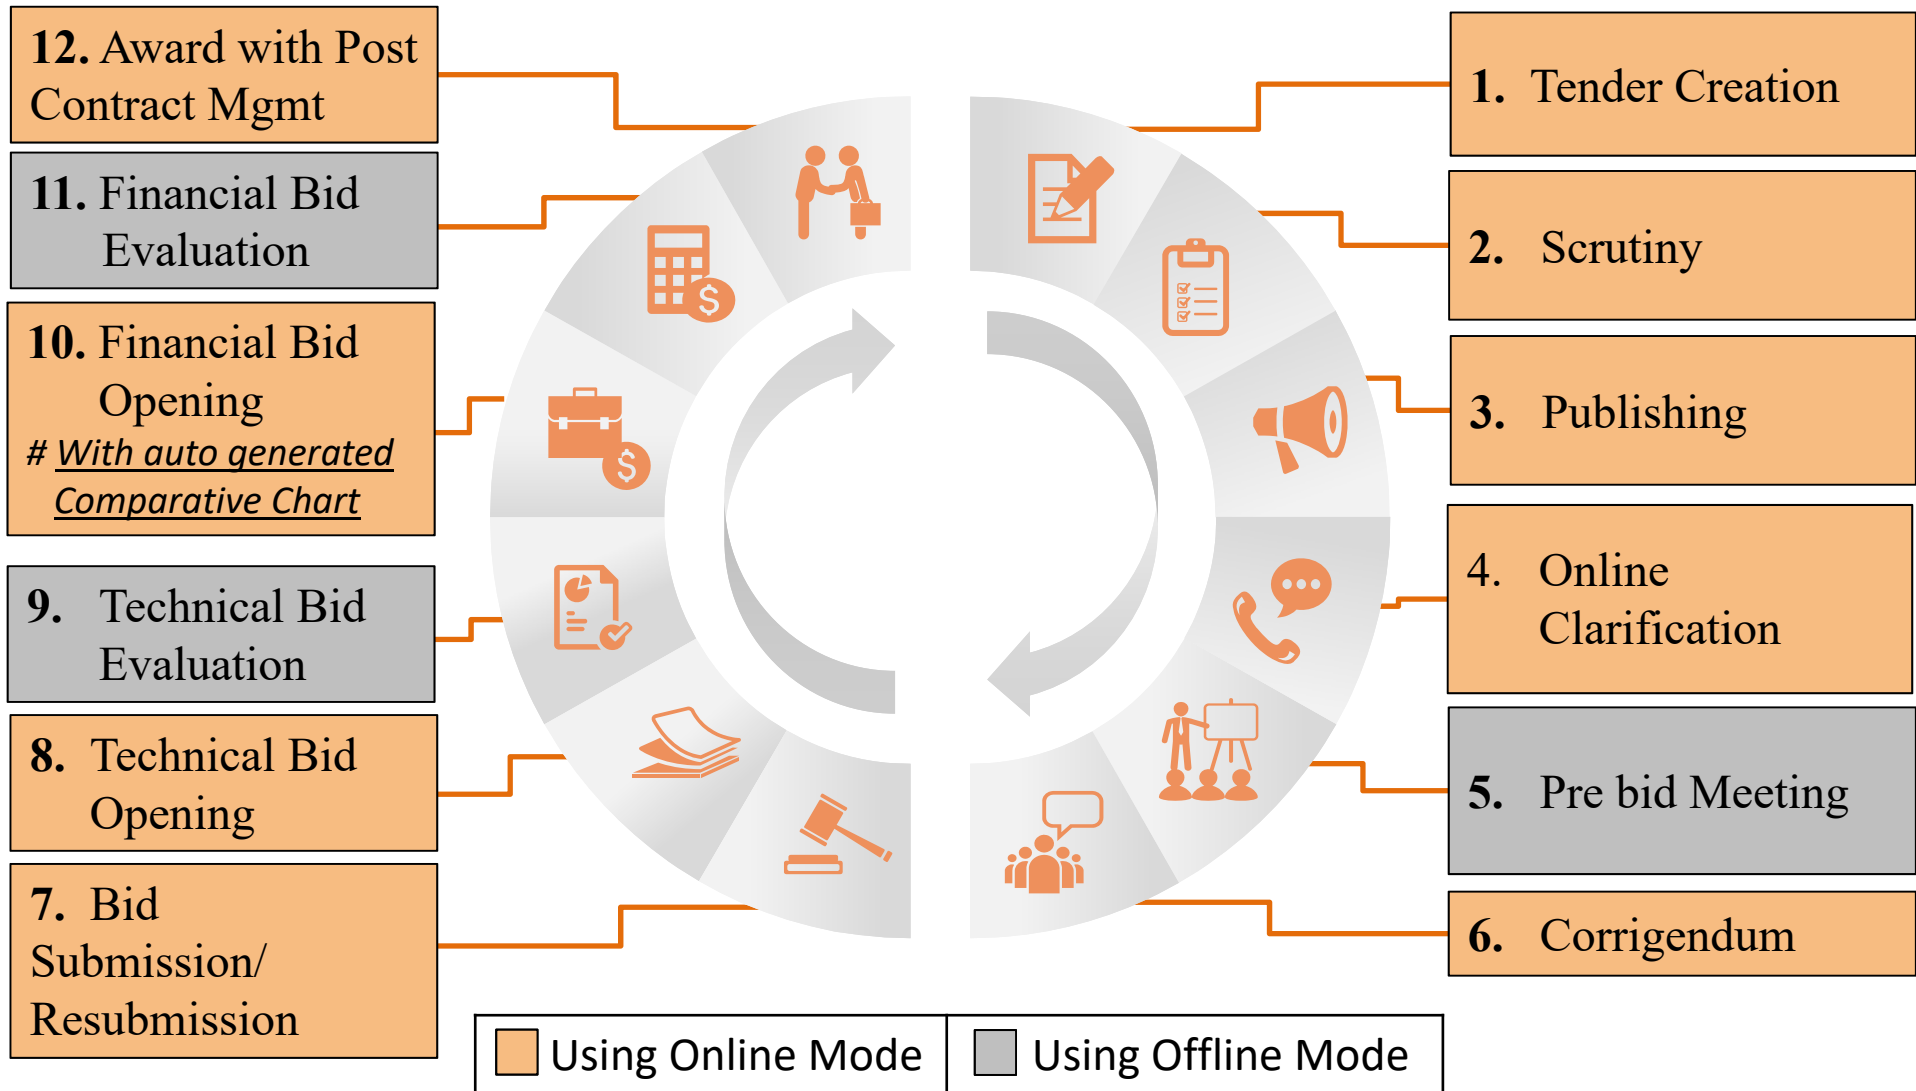 12. Award with Post
Contract Mgmt
11. Financial Bid
Evaluation
10. Financial Bid
Opening
# With auto generated
Comparative Chart
9. Technical Bid
Evaluation
8. Technical Bid
Opening
7. Bid
Submission/
Resubmission
1. Tender Creation
2. Scrutiny
3. Publishing
4. Online
Clarification
5. Pre bid Meeting
6. Corrigendum
$
$
Using Online Mode
Using Offline Mode